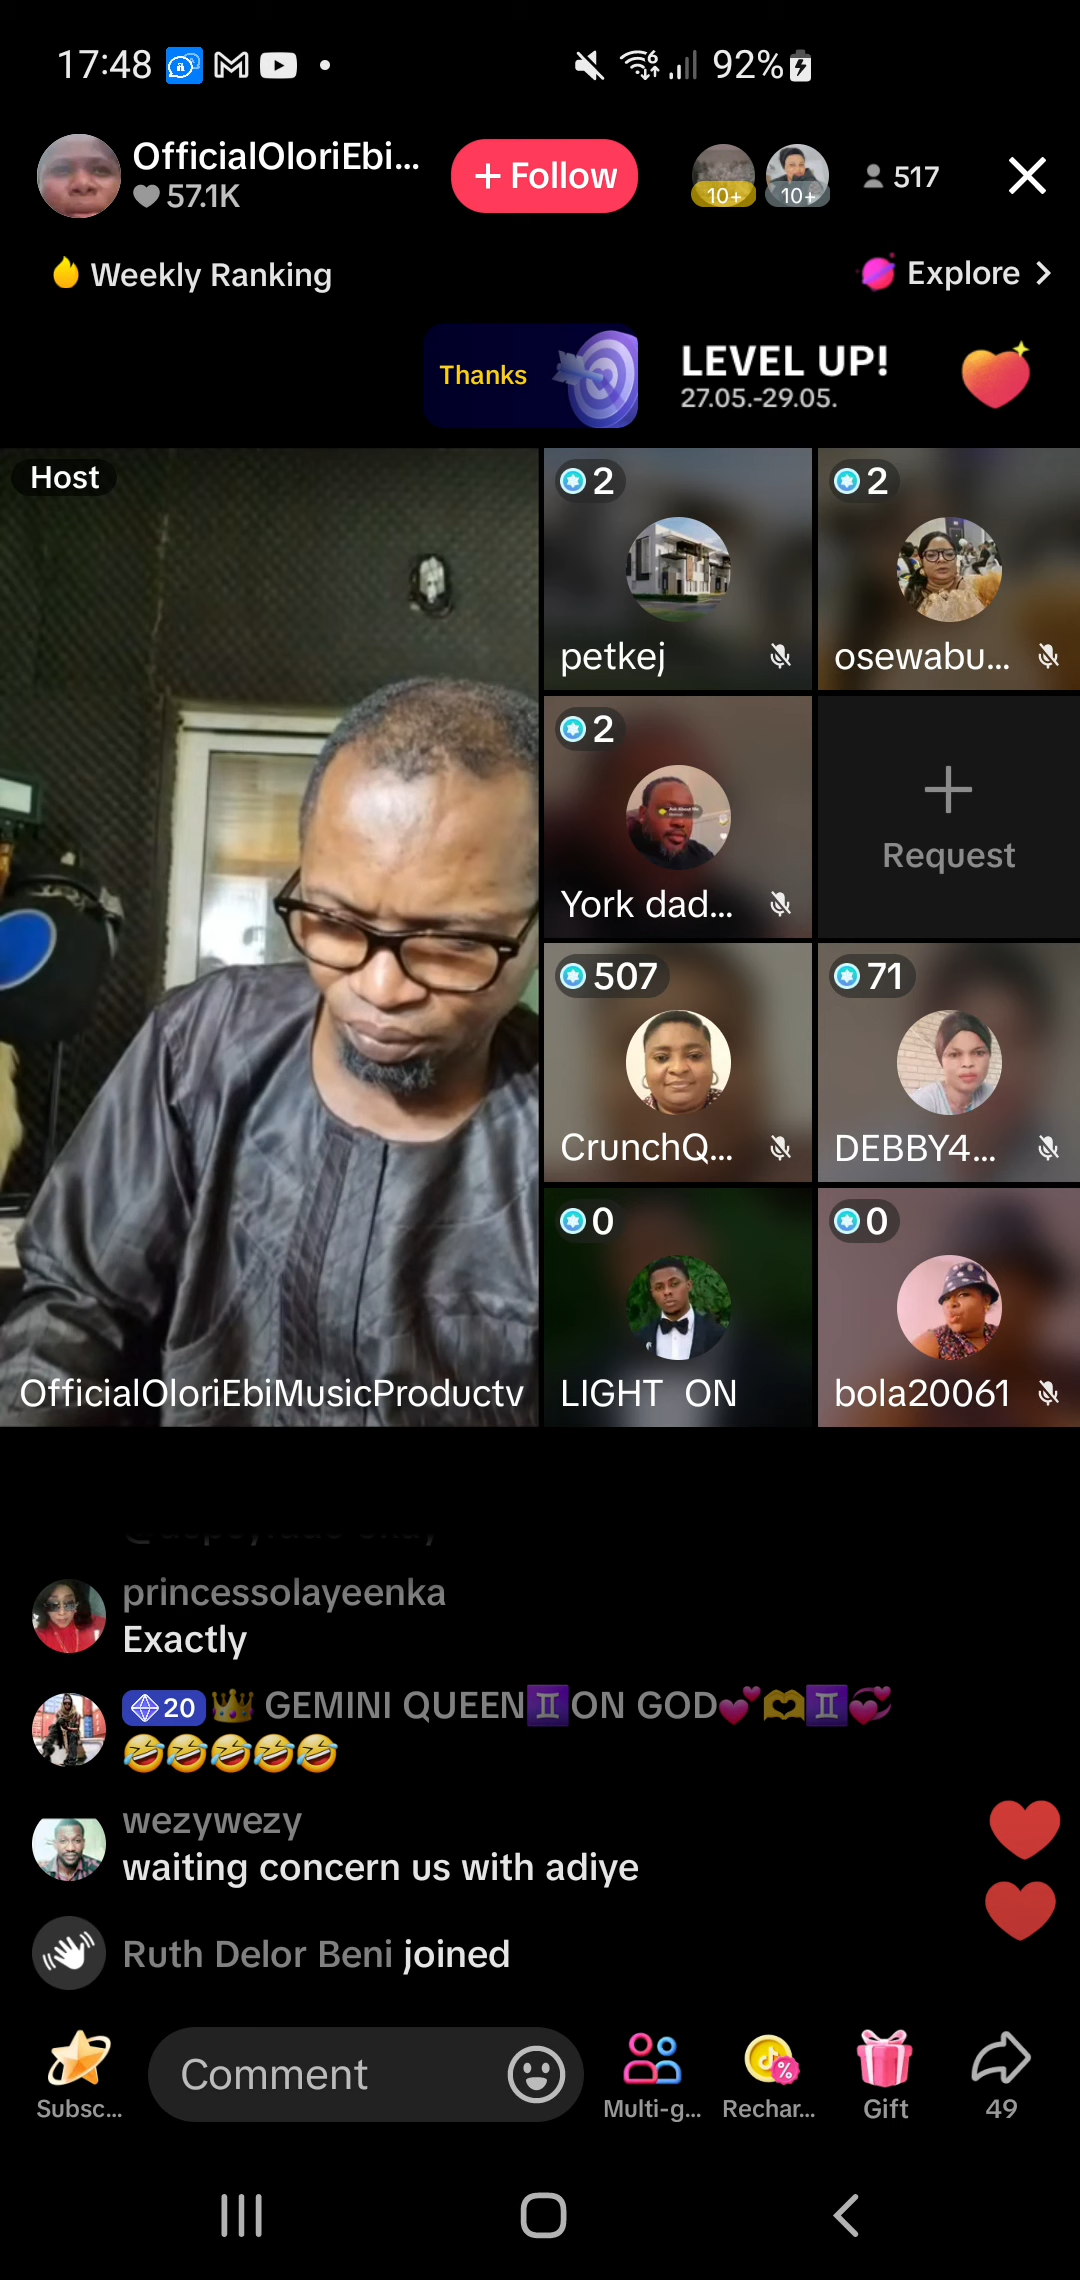 17:48
92%
OfficialOloriEbi...
57.1K
+ Follow
10+
10+
517
Weekly Ranking
Explore
Thanks
LEVEL UP!
27.05.-29.05.
Host
2
petkej
2
osewabu...
2
York dad...
Request
507
CrunchQ...
71
DEBBY4...
0
LIGHT ON
0
bola20061
OfficialOloriEbiMusicProductv
princessolayeenka
Exactly
20 👑 GEMINI QUEEN♊ON GOD💕🫶♊💞
🤣🤣🤣🤣🤣
wezywezy
waiting concern us with adiye
Ruth Delor Beni joined
Comment
Subsc...
Multi-g...
Rechar...
Gift
49